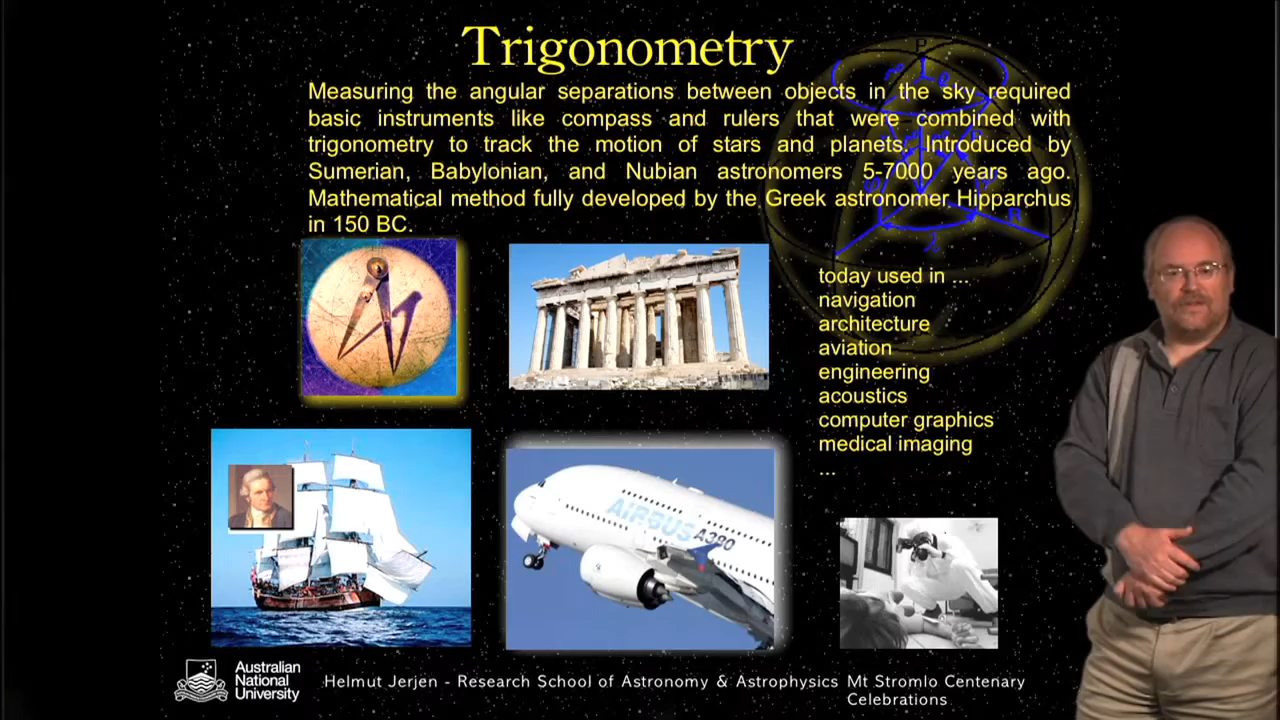 Trigonometry
Measuring the angular separations between objects in the sky required
basic instruments like compass and rulers that were combined with
trigonometry to track the motion of stars and planets. Introduced by
Sumerian, Babylonian, and Nubian astronomers 5-7000 years ago.
Mathematical method fully developed by the Greek astronomer Hipparchus
in 150 BC.
P
R
today used in ...
navigation
architecture
aviation
engineering
acoustics
computer graphics
medical imaging
...
AIRBUS A380
Australian
National
University
Helmut Jerjen - Research School of Astronomy & Astrophysics
Mt Stromlo Centenary
Celebrations